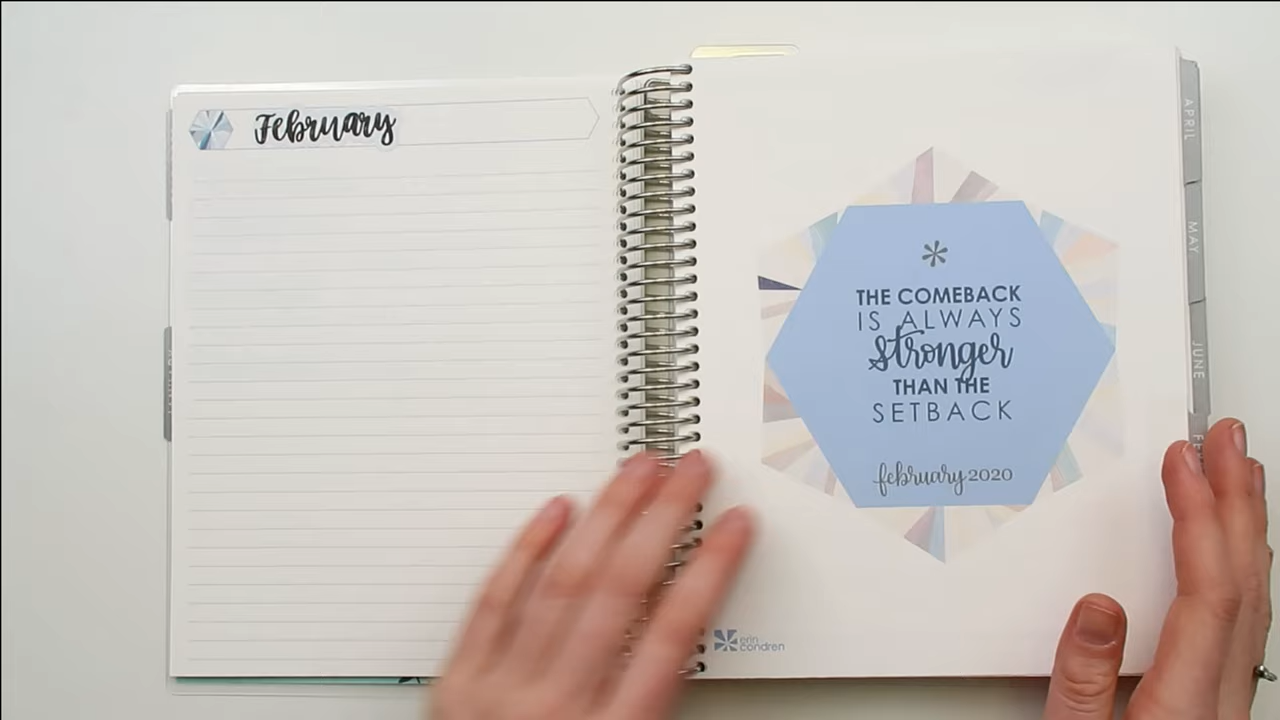 February
THE COMEBACK
IS ALWAYS
stronger
THAN THE
SETBACK
february 2020
erin
condren
APRIL
MAY
JUNE